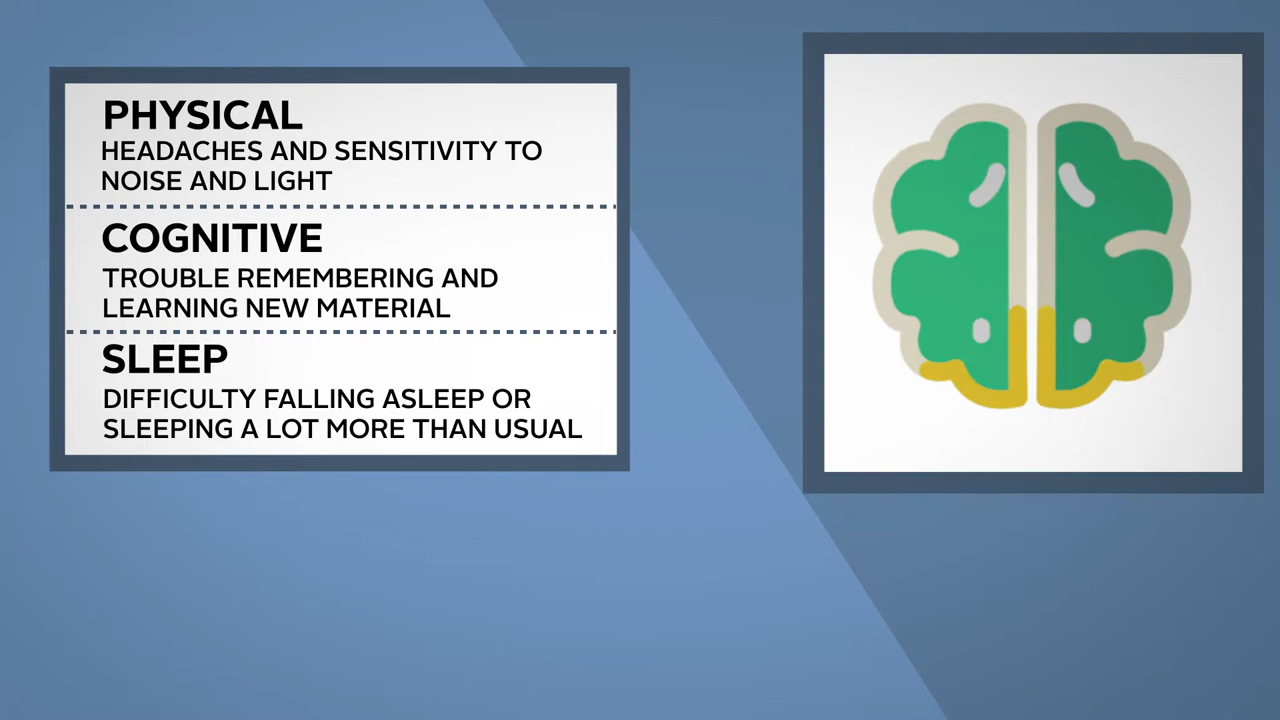 PHYSICAL
HEADACHES AND SENSITIVITY TO
NOISE AND LIGHT
COGNITIVE
TROUBLE REMEMBERING AND
LEARNING NEW MATERIAL
SLEEP
DIFFICULTY FALLING ASLEEP OR
SLEEPING A LOT MORE THAN USUAL